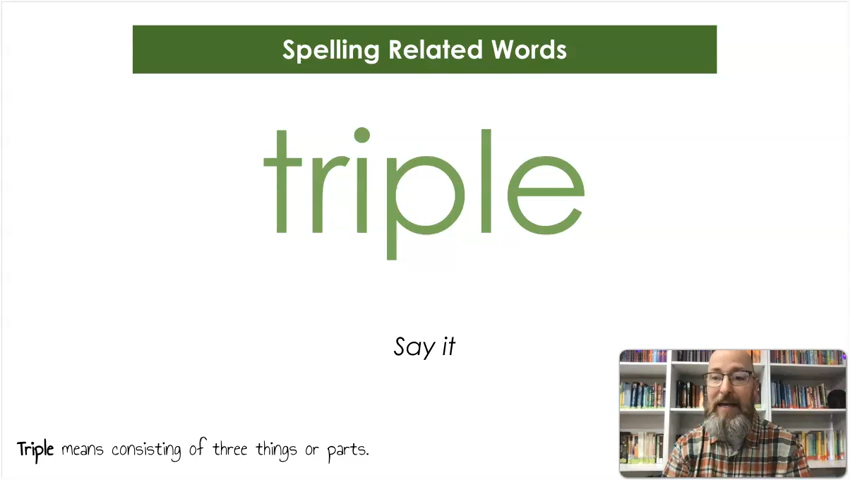 Spelling Related Words
triple
Say it
Triple means consisting of three things or parts.